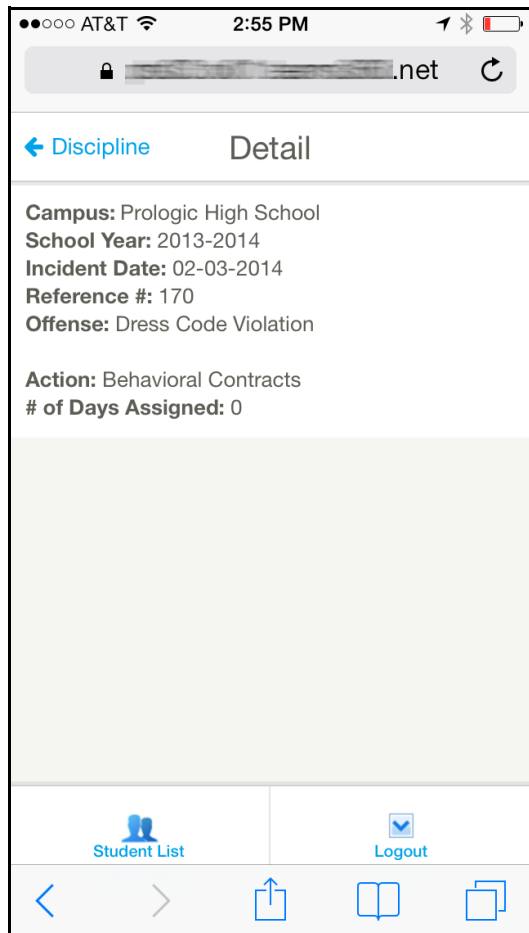 AT&T 2:55 PM
.net
Discipline Detail
Campus: Prologic High School
School Year: 2013-2014
Incident Date: 02-03-2014
Reference #: 170
Offense: Dress Code Violation
Action: Behavioral Contracts
# of Days Assigned: 0
Student List Logout